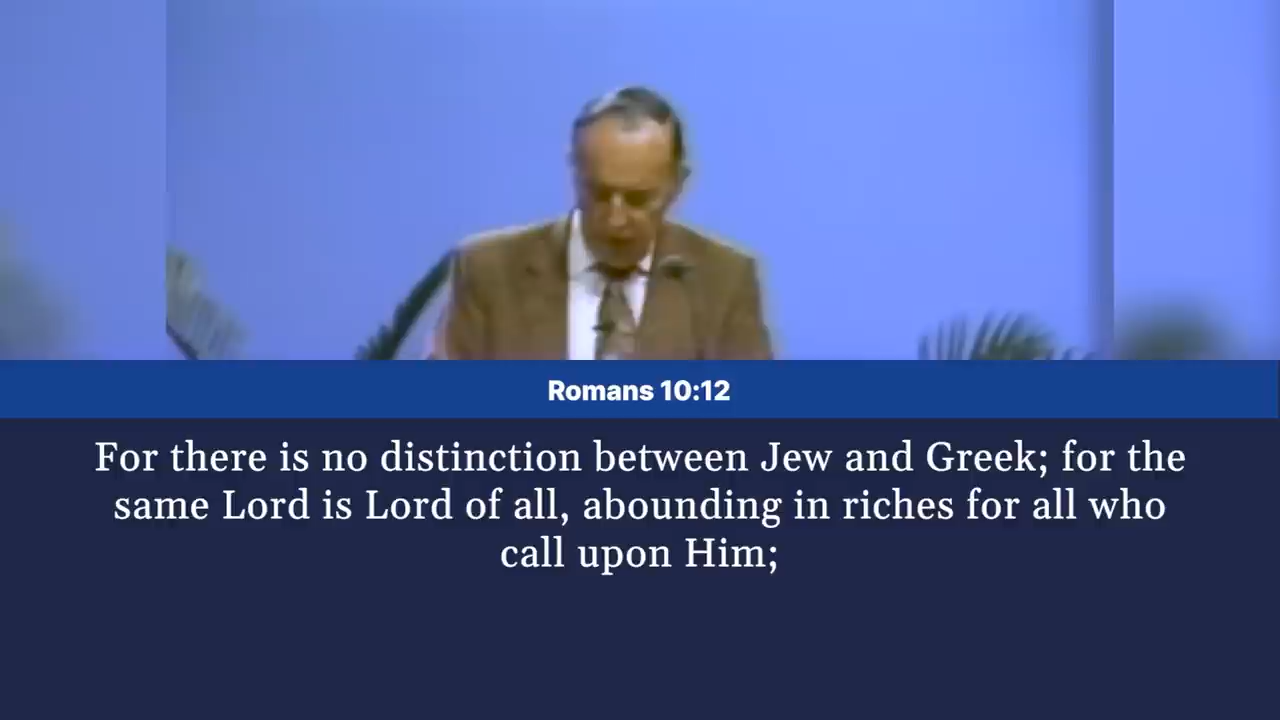 Romans 10:12
For there is no distinction between Jew and Greek; for the
same Lord is Lord of all, abounding in riches for all who
call upon Him;